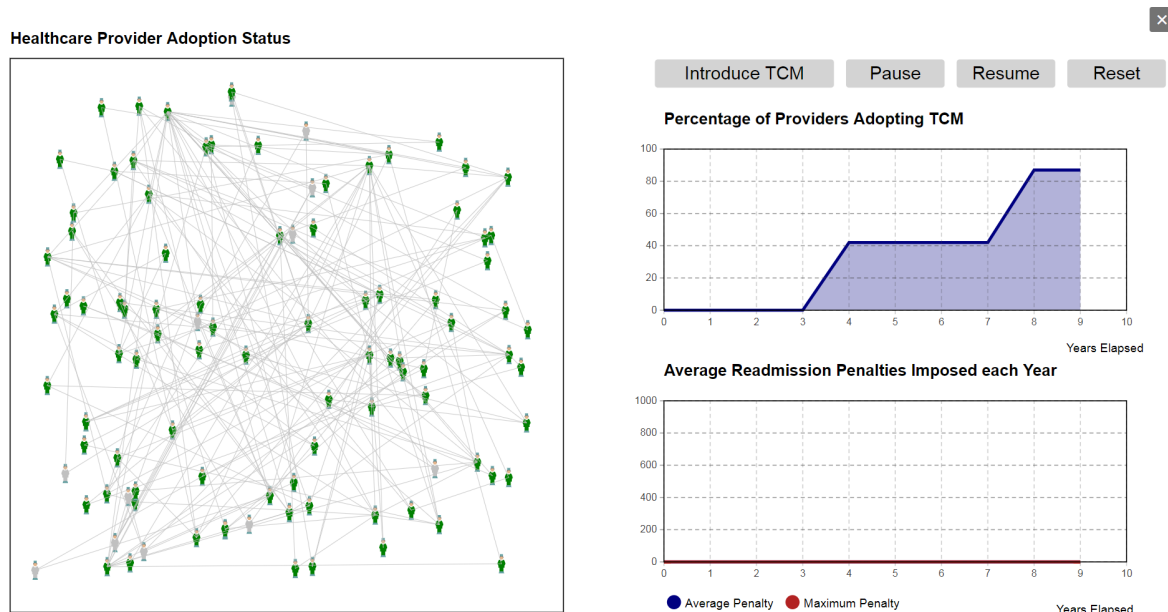 ×
Healthcare Provider Adoption Status
Introduce TCM Pause Resume Reset
Percentage of Providers Adopting TCM
100
80
60
40
20
0
0 1 2 3 4 5 6 7 8 9 10
Years Elapsed
Average Readmission Penalties Imposed each Year
1000
800
600
400
200
0
0 1 2 3 4 5 6 7 8 9 10
Average Penalty Maximum Penalty Years Elapsed